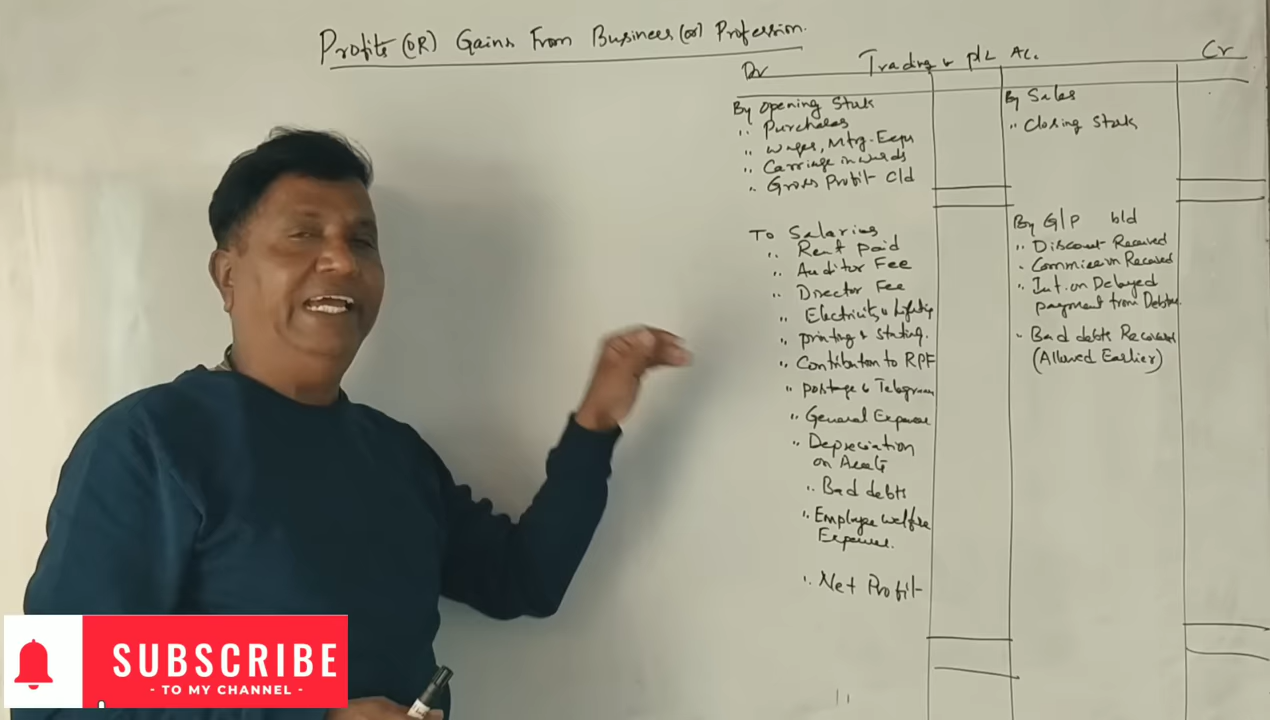 Profits (OR) Gains From Business (or) Profession.
Dr Trading & P/L Ac. Cr
By Opening Stock
" Purchases
" Wages, Mfg. Exps
" Carriage inwards
" Gross Profit C/d
To Salaries
" Rent Paid
" Auditor Fee
" Director Fee
" Electricity & Lighting
" Printing & Stating.
" Contribution to RPF
" Postage & Telegram
" General Expense
" Depreciation
on Assets
" Bad debts
" Employee Welfare
Expenses.
" Net Profit
By Sales
" Closing Stock
By G/P b/d
" Discount Received
" Commission Received
" Int. on Delayed
payment from Debtors
" Bad debts Recovered
(Allowed Earlier)
SUBSCRIBE
- TO MY CHANNEL -